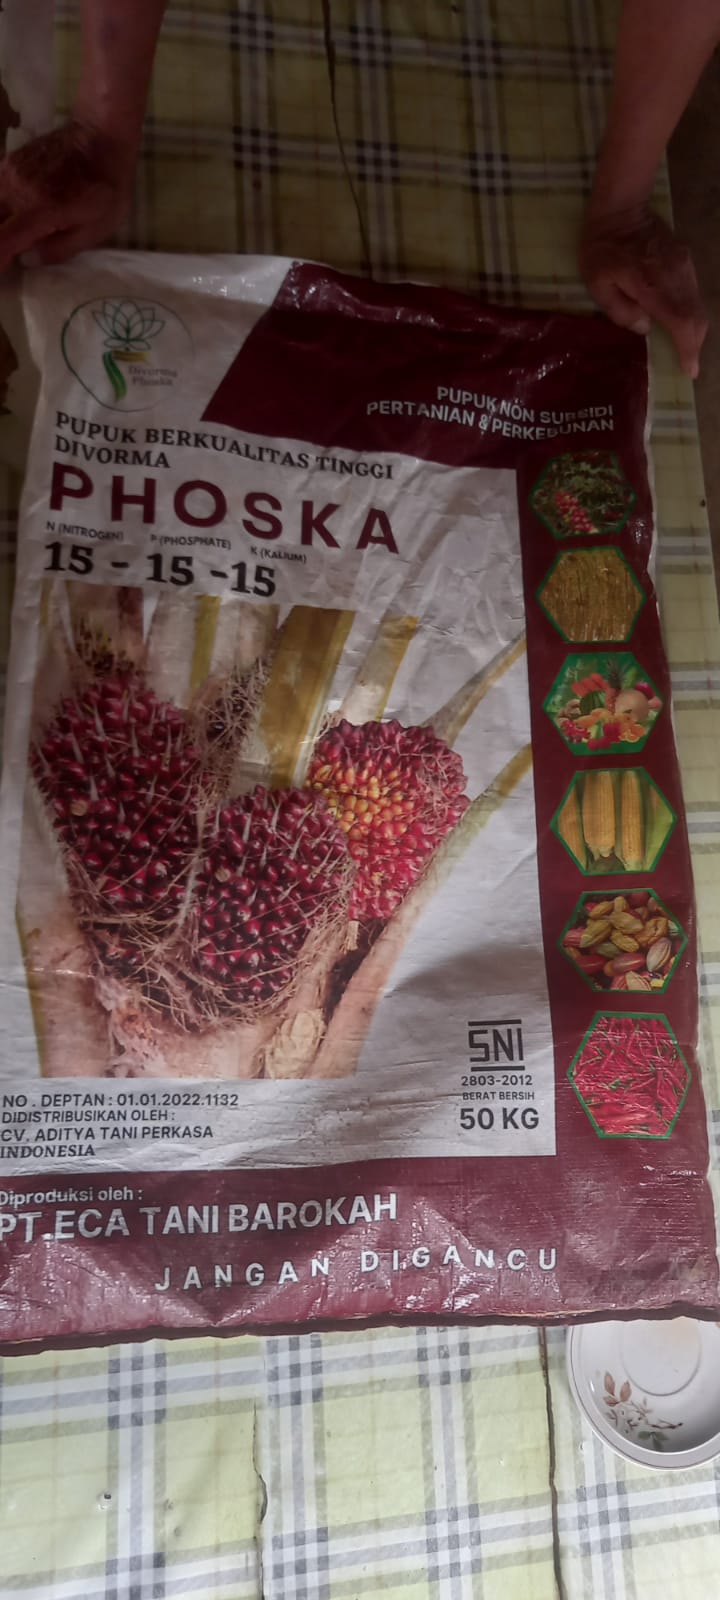 Divorma
Phoska
PUPUK NON SUBSIDI
PERTANIAN & PERKEBUNAN
PUPUK BERKUALITAS TINGGI
DIVORMA
PHOSKA
N (NITROGEN) P (PHOSPHATE) K (KALIUM)
15 - 15 -15
SNI
2803-2012
BERAT BERSIH
50 KG
NO . DEPTAN : 01.01.2022.1132
DIDISTRIBUSIKAN OLEH :
CV. ADITYA TANI PERKASA
INDONESIA
Diproduksi oleh :
PT.ECA TANI BAROKAH
JANGAN DIGANCU